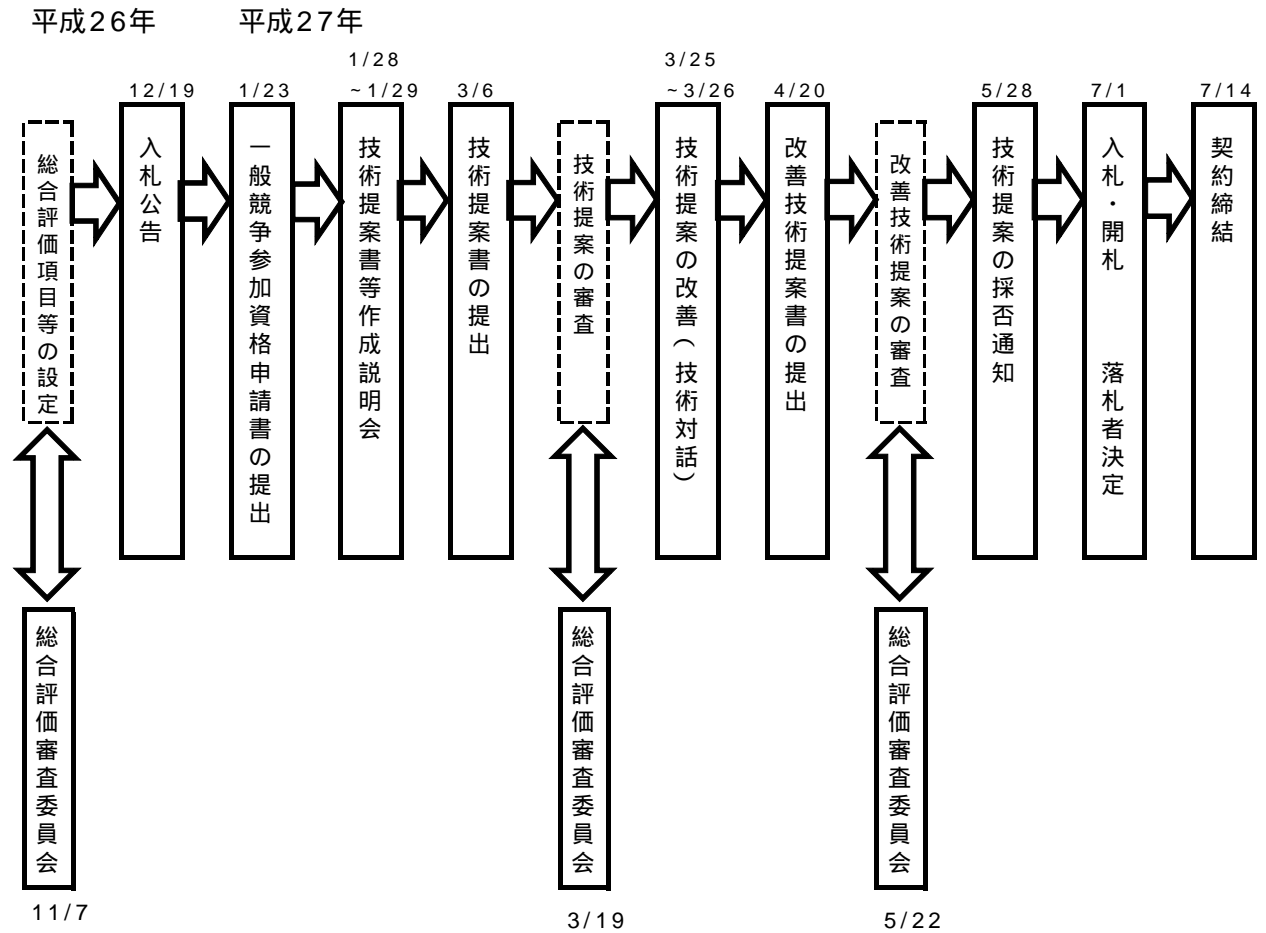 平成26年
平成27年
12/19
1/23
1/28
~1/29
3/6
3/25
~3/26
4/20
5/28
7/1
7/14
総合評価項目等の設定
入札公告
一般競争参加資格申請書の提出
技術提案書等作成説明会
技術提案書の提出
技術提案の審査
技術提案の改善(技術対話)
改善技術提案書の提出
改善技術提案の審査
技術提案の採否通知
入札・開札 落札者決定
契約締結
総合評価審査委員会
総合評価審査委員会
総合評価審査委員会
11/7
3/19
5/22